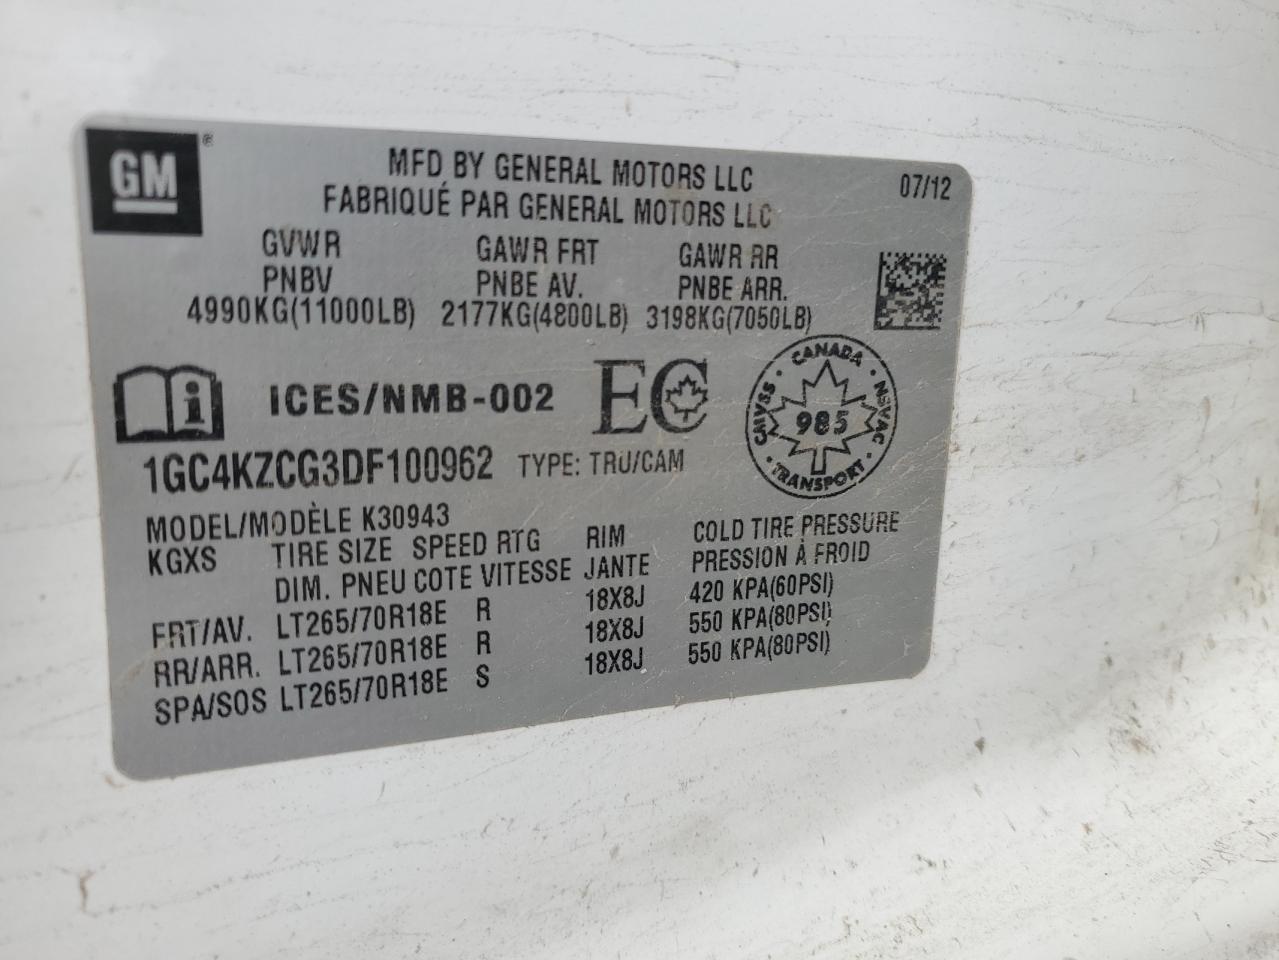 GM
MFD BY GENERAL MOTORS LLC
07/12
FABRIQUÉ PAR GENERAL MOTORS LLC
GVWR GAWR FRT GAWR RR
PNBV PNBE AV. PNBE ARR.
4990KG(11000LB) 2177KG(4800LB) 3198KG(7050LB)
ICES/NMB-002 EC
CANADA
CMVSS
NSVAC
985
TRANSPORT
1GC4KZCG3DF100962 TYPE: TRU/CAM
MODEL/MODÈLE K30943
KGXS TIRE SIZE SPEED RTG RIM COLD TIRE PRESSURE
DIM. PNEU COTE VITESSE JANTE PRESSION À FROID
FRT/AV. LT265/70R18E R 18X8J 420 KPA(60PSI)
RR/ARR. LT265/70R18E R 18X8J 550 KPA(80PSI)
SPA/SOS LT265/70R18E S 18X8J 550 KPA(80PSI)